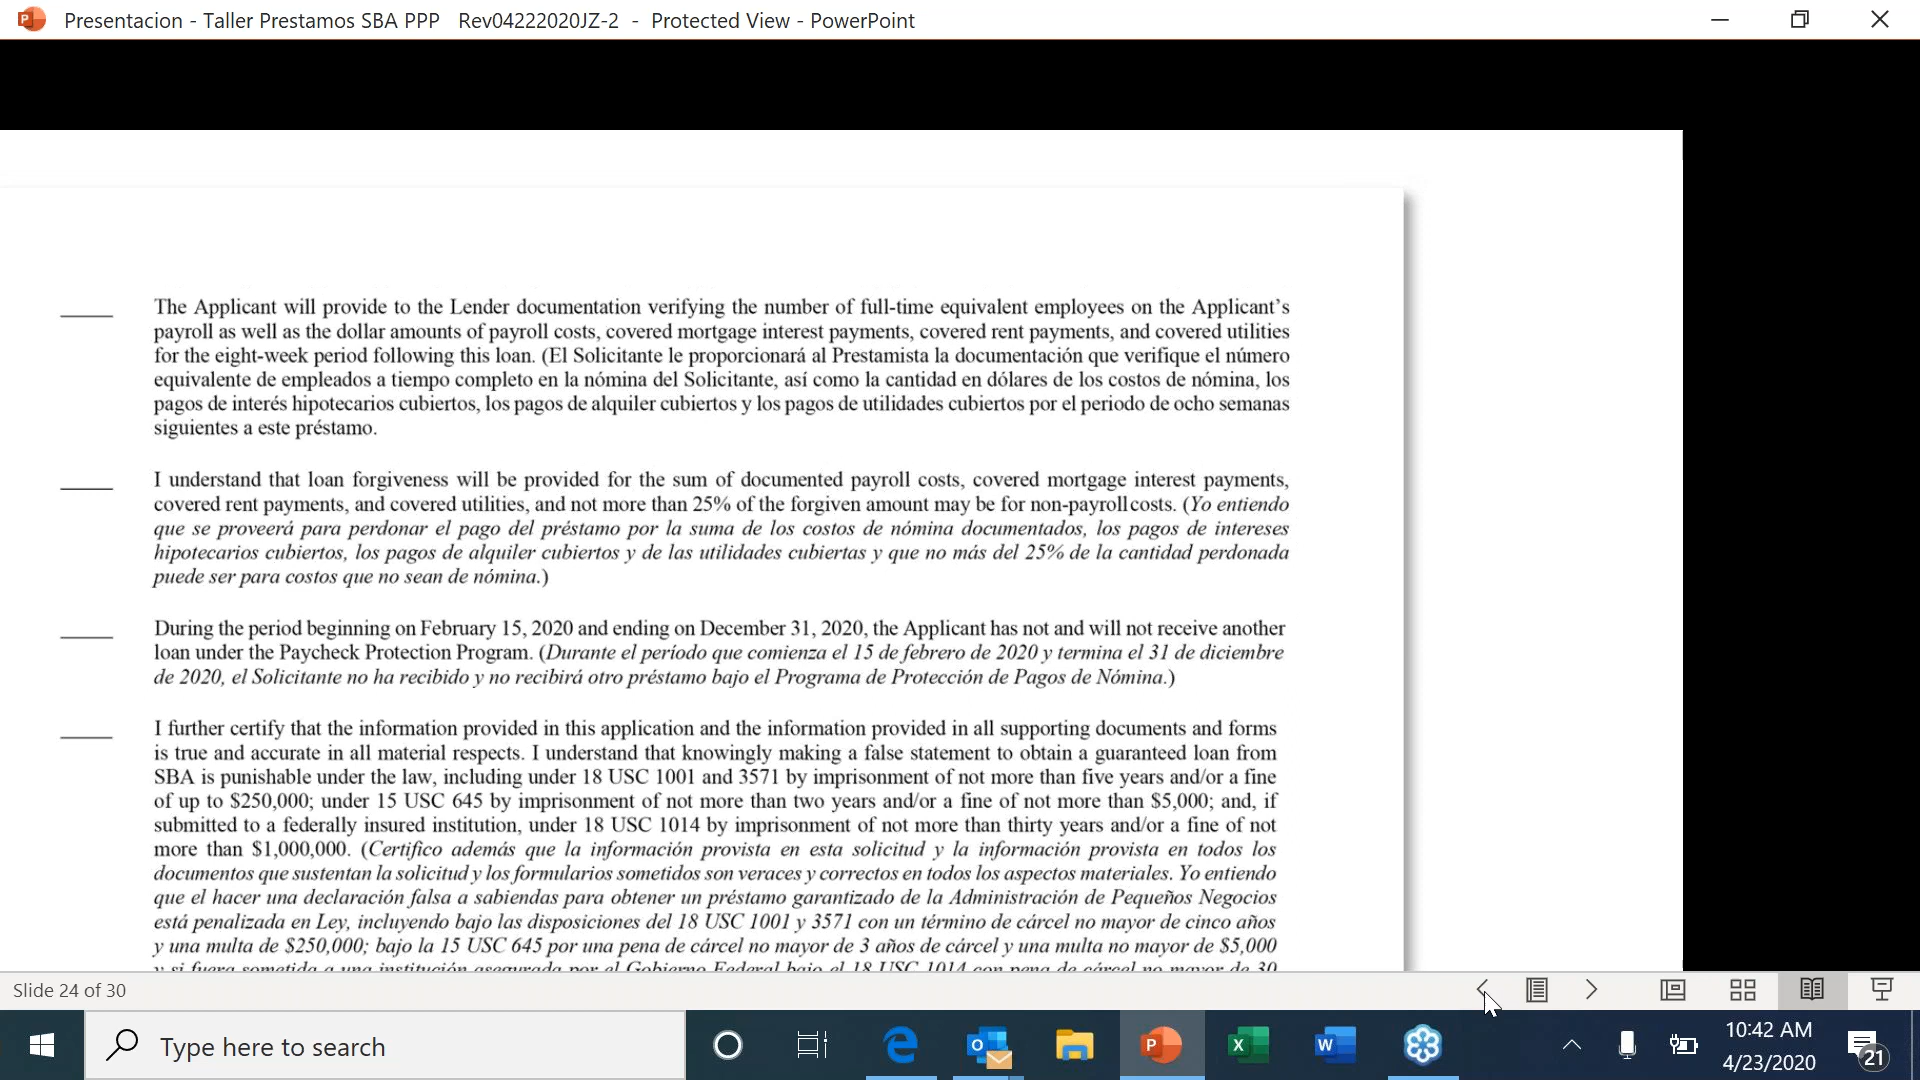 Presentacion - Taller Prestamos SBA PPP Rev04222020JZ-2 - Protected View - PowerPoint
The Applicant will provide to the Lender documentation verifying the number of full-time equivalent employees on the Applicant's
payroll as well as the dollar amounts of payroll costs, covered mortgage interest payments, covered rent payments, and covered utilities
for the eight-week period following this loan. (El Solicitante le proporcionará al Prestamista la documentación que verifique el número
equivalente de empleados a tiempo completo en la nómina del Solicitante, así como la cantidad en dólares de los costos de nómina, los
pagos de interés hipotecarios cubiertos, los pagos de alquiler cubiertos y los pagos de utilidades cubiertos por el periodo de ocho semanas
siguientes a este préstamo.
I understand that loan forgiveness will be provided for the sum of documented payroll costs, covered mortgage interest payments,
covered rent payments, and covered utilities, and not more than 25% of the forgiven amount may be for non-payroll costs. (Yo entiendo
que se proveerá para perdonar el pago del préstamo por la suma de los costos de nómina documentados, los pagos de intereses
hipotecarios cubiertos, los pagos de alquiler cubiertos y de las utilidades cubiertas y que no más del 25% de la cantidad perdonada
puede ser para costos que no sean de nómina.)
During the period beginning on February 15, 2020 and ending on December 31, 2020, the Applicant has not and will not receive another
loan under the Paycheck Protection Program. (Durante el período que comienza el 15 de febrero de 2020 y termina el 31 de diciembre
de 2020, el Solicitante no ha recibido y no recibirá otro préstamo bajo el Programa de Protección de Pagos de Nómina.)
I further certify that the information provided in this application and the information provided in all supporting documents and forms
is true and accurate in all material respects. I understand that knowingly making a false statement to obtain a guaranteed loan from
SBA is punishable under the law, including under 18 USC 1001 and 3571 by imprisonment of not more than five years and/or a fine
of up to $250,000; under 15 USC 645 by imprisonment of not more than two years and/or a fine of not more than $5,000; and, if
submitted to a federally insured institution, under 18 USC 1014 by imprisonment of not more than thirty years and/or a fine of not
more than $1,000,000. (Certifico además que la información provista en esta solicitud y la información provista en todos los
documentos que sustentan la solicitud y los formularios sometidos son veraces y correctos en todos los aspectos materiales. Yo entiendo
que el hacer una declaración falsa a sabiendas para obtener un préstamo garantizado de la Administración de Pequeños Negocios
está penalizada en Ley, incluyendo bajo las disposiciones del 18 USC 1001 y 3571 con un término de cárcel no mayor de cinco años
y una multa de $250,000; bajo la 15 USC 645 por una pena de cárcel no mayor de 3 años de cárcel y una multa no mayor de $5,000
y si fuera sometida a una institución asegurada por el Gobierno Federal bajo el 18 USC 1014 con pena de cárcel no mayor de 30
Slide 24 of 30
Type here to search
10:42 AM
4/23/2020
21